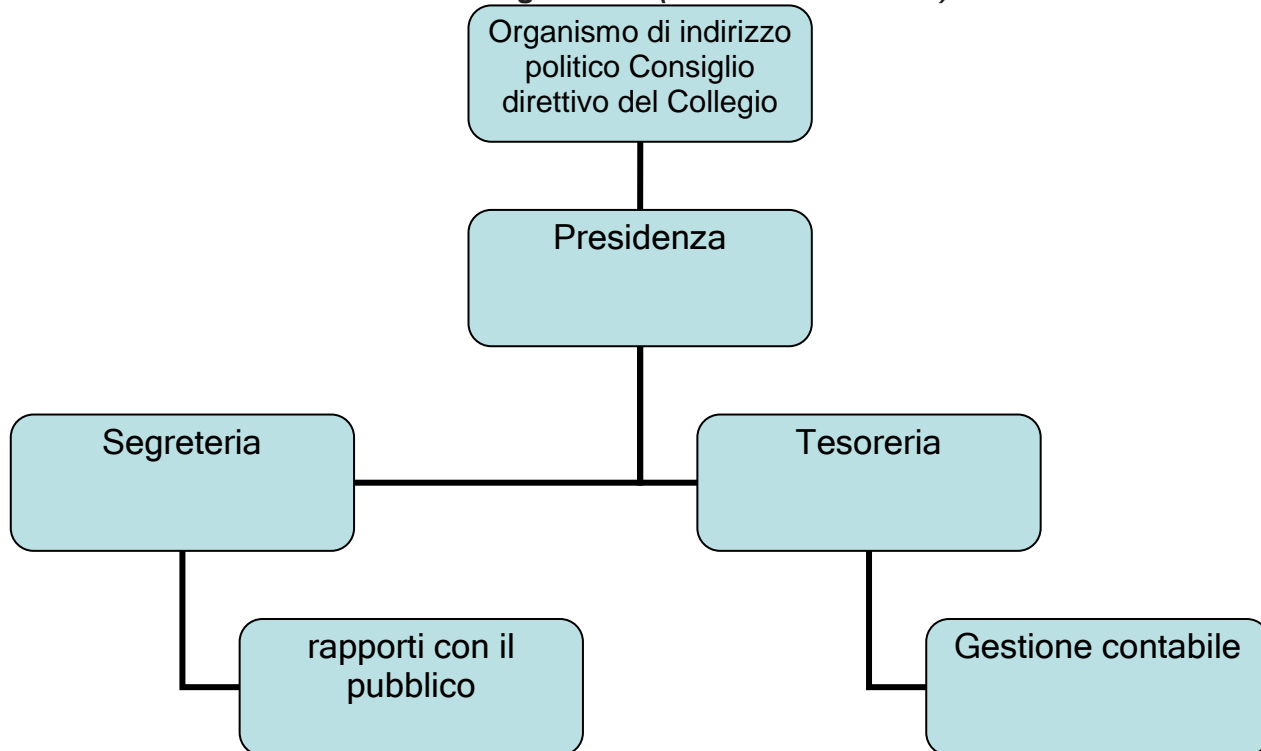 Organismo di indirizzo
politico Consiglio
direttivo del Collegio
Presidenza
Segreteria
Tesoreria
rapporti con il
pubblico
Gestione contabile